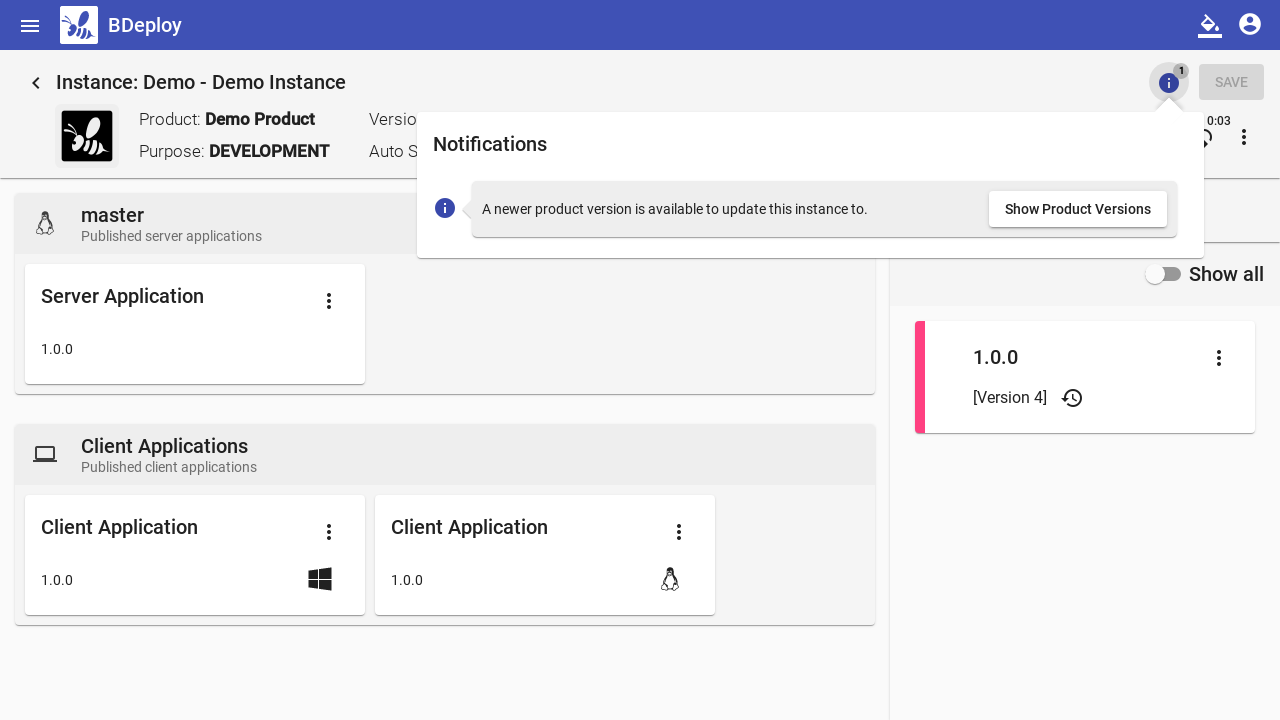 BDeploy
Instance: Demo - Demo Instance
1
SAVE
Product: Demo Product
Purpose: DEVELOPMENT
Versio
Auto S
0:03
Notifications
A newer product version is available to update this instance to.
Show Product Versions
master
Published server applications
Server Application
1.0.0
Show all
1.0.0
[Version 4]
Client Applications
Published client applications
Client Application
1.0.0
Client Application
1.0.0